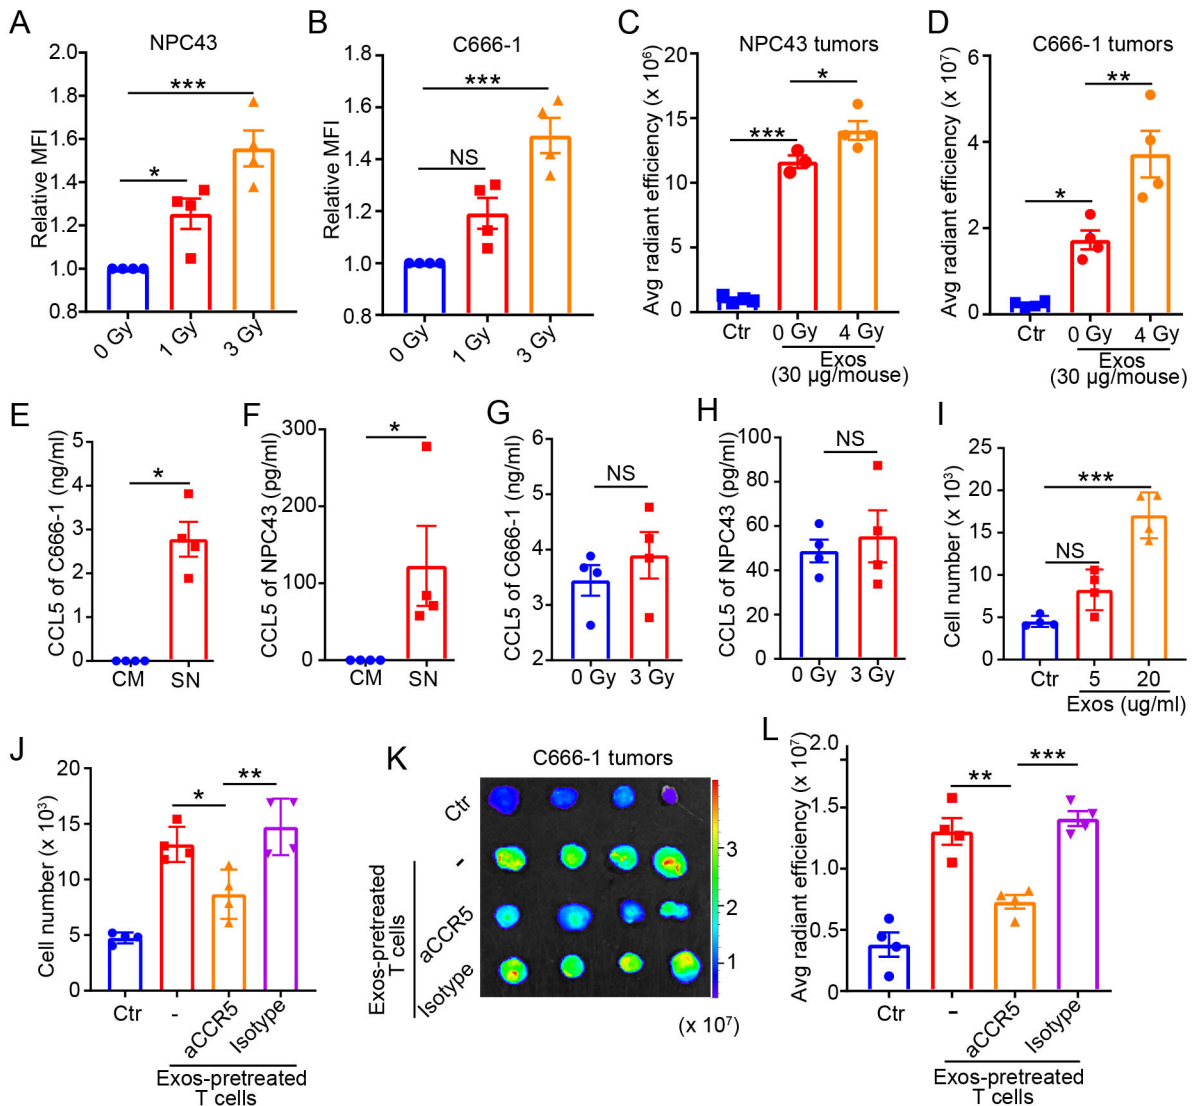 A
NPC43
Relative MFI
2.0
1.8
1.6
1.4
1.2
1.0
0.8
***
*
0 Gy
1 Gy
3 Gy
B
C666-1
Relative MFI
1.8
1.6
1.4
1.2
1.0
0.8
***
NS
0 Gy
1 Gy
3 Gy
C
NPC43 tumors
Avg radiant efficiency (x 10⁶)
20
15
10
5
0
*
***
Ctr
0 Gy
4 Gy
Exos
(30 µg/mouse)
D
C666-1 tumors
Avg radiant efficiency (x 10⁷)
6
4
2
0
**
*
Ctr
0 Gy
4 Gy
Exos
(30 µg/mouse)
E
CCL5 of C666-1 (ng/ml)
5
4
3
2
1
0
*
CM
SN
F
CCL5 of NPC43 (pg/ml)
300
200
100
0
*
CM
SN
G
CCL5 of C666-1 (ng/ml)
6
5
4
3
2
NS
0 Gy
3 Gy
H
CCL5 of NPC43 (pg/ml)
100
80
60
40
20
0
NS
0 Gy
3 Gy
I
Cell number (x 10³)
25
20
15
10
5
0
***
NS
Ctr
5
20
Exos (ug/ml)
J
Cell number (x 10³)
20
15
10
5
0
*
**
Ctr
-
aCCR5
Isotype
Exos-pretreated
T cells
K
C666-1 tumors
Ctr
-
aCCR5
Isotype
Exos-pretreated
T cells
3
2
1
(x 10⁷)
L
Avg radiant efficiency (x 10⁷)
2.0
1.5
1.0
0.5
0
**
***
Ctr
-
aCCR5
Isotype
Exos-pretreated
T cells